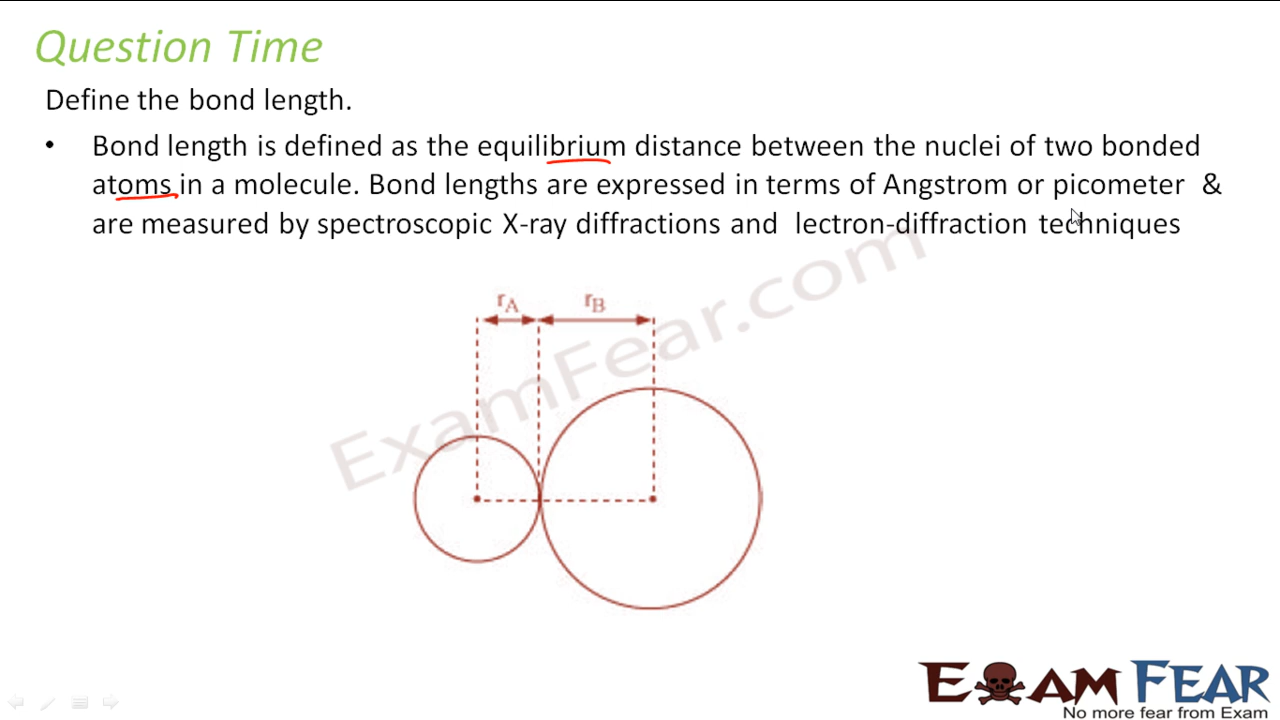 Question Time
Define the bond length.
• Bond length is defined as the equilibrium distance between the nuclei of two bonded
atoms in a molecule. Bond lengths are expressed in terms of Angstrom or picometer &
are measured by spectroscopic X-ray diffractions and lectron-diffraction techniques
rA rB
ExamFear.com
EXAM FEAR
No more fear from Exam